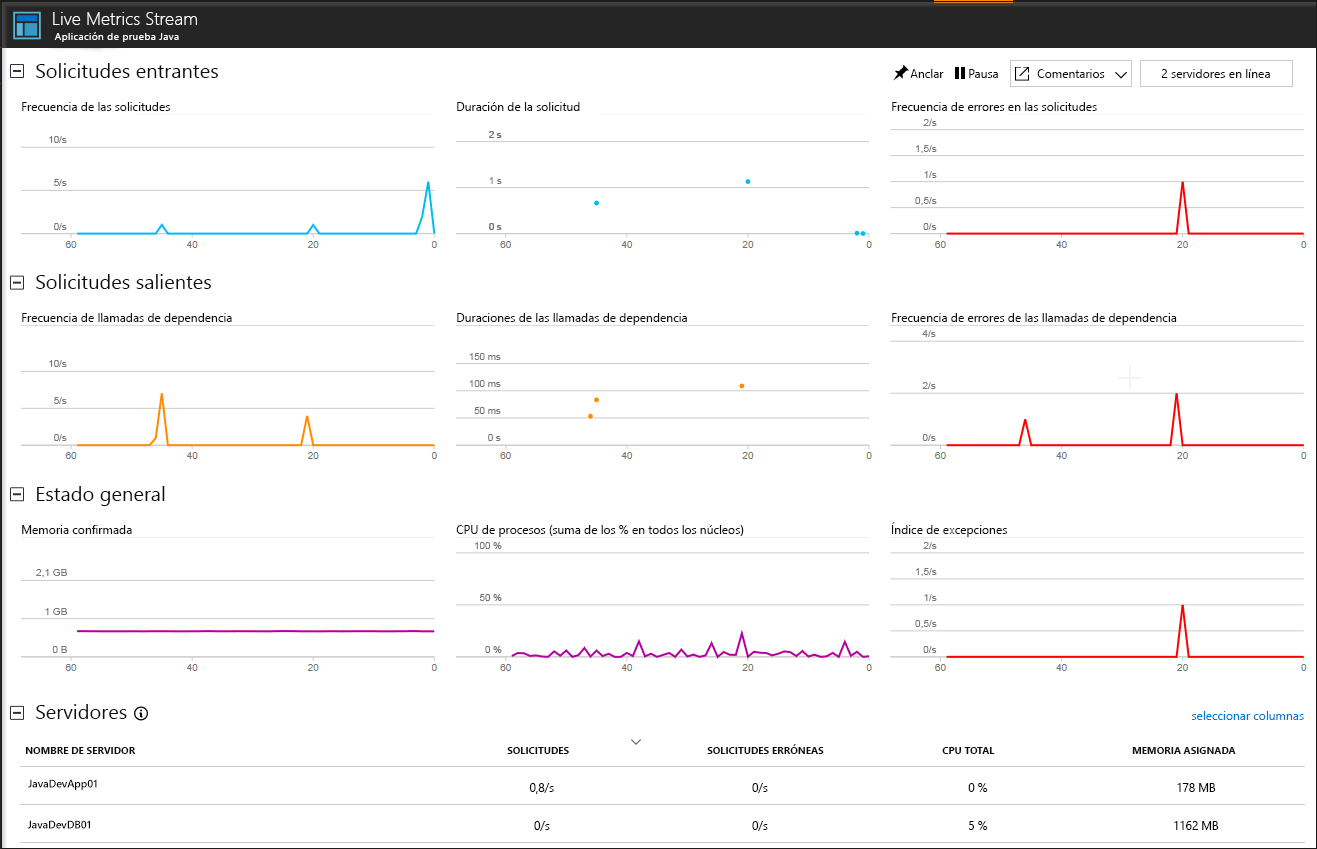 Live Metrics Stream
Aplicación de prueba Java
Solicitudes entrantes
Anclar Pausa Comentarios 2 servidores en línea
Frecuencia de las solicitudes
10/s
5/s
0/s
60 40 20 0
Duración de la solicitud
2 s
1 s
0 s
60 40 20 0
Frecuencia de errores en las solicitudes
2/s
1,5/s
1/s
0,5/s
0/s
60 40 20 0
Solicitudes salientes
Frecuencia de llamadas de dependencia
10/s
5/s
0/s
60 40 20 0
Duraciones de las llamadas de dependencia
150 ms
100 ms
50 ms
0 s
60 40 20 0
Frecuencia de errores de las llamadas de dependencia
4/s
2/s
0/s
60 40 20 0
Estado general
Memoria confirmada
2,1 GB
1 GB
0 B
60 40 20 0
CPU de procesos (suma de los % en todos los núcleos)
100 %
50 %
0 %
60 40 20 0
Índice de excepciones
2/s
1,5/s
1/s
0,5/s
0/s
60 40 20 0
Servidores
seleccionar columnas
NOMBRE DE SERVIDOR SOLICITUDES SOLICITUDES ERRÓNEAS CPU TOTAL MEMORIA ASIGNADA
JavaDevApp01 0,8/s 0/s 0 % 178 MB
JavaDevDB01 0/s 0/s 5 % 1162 MB